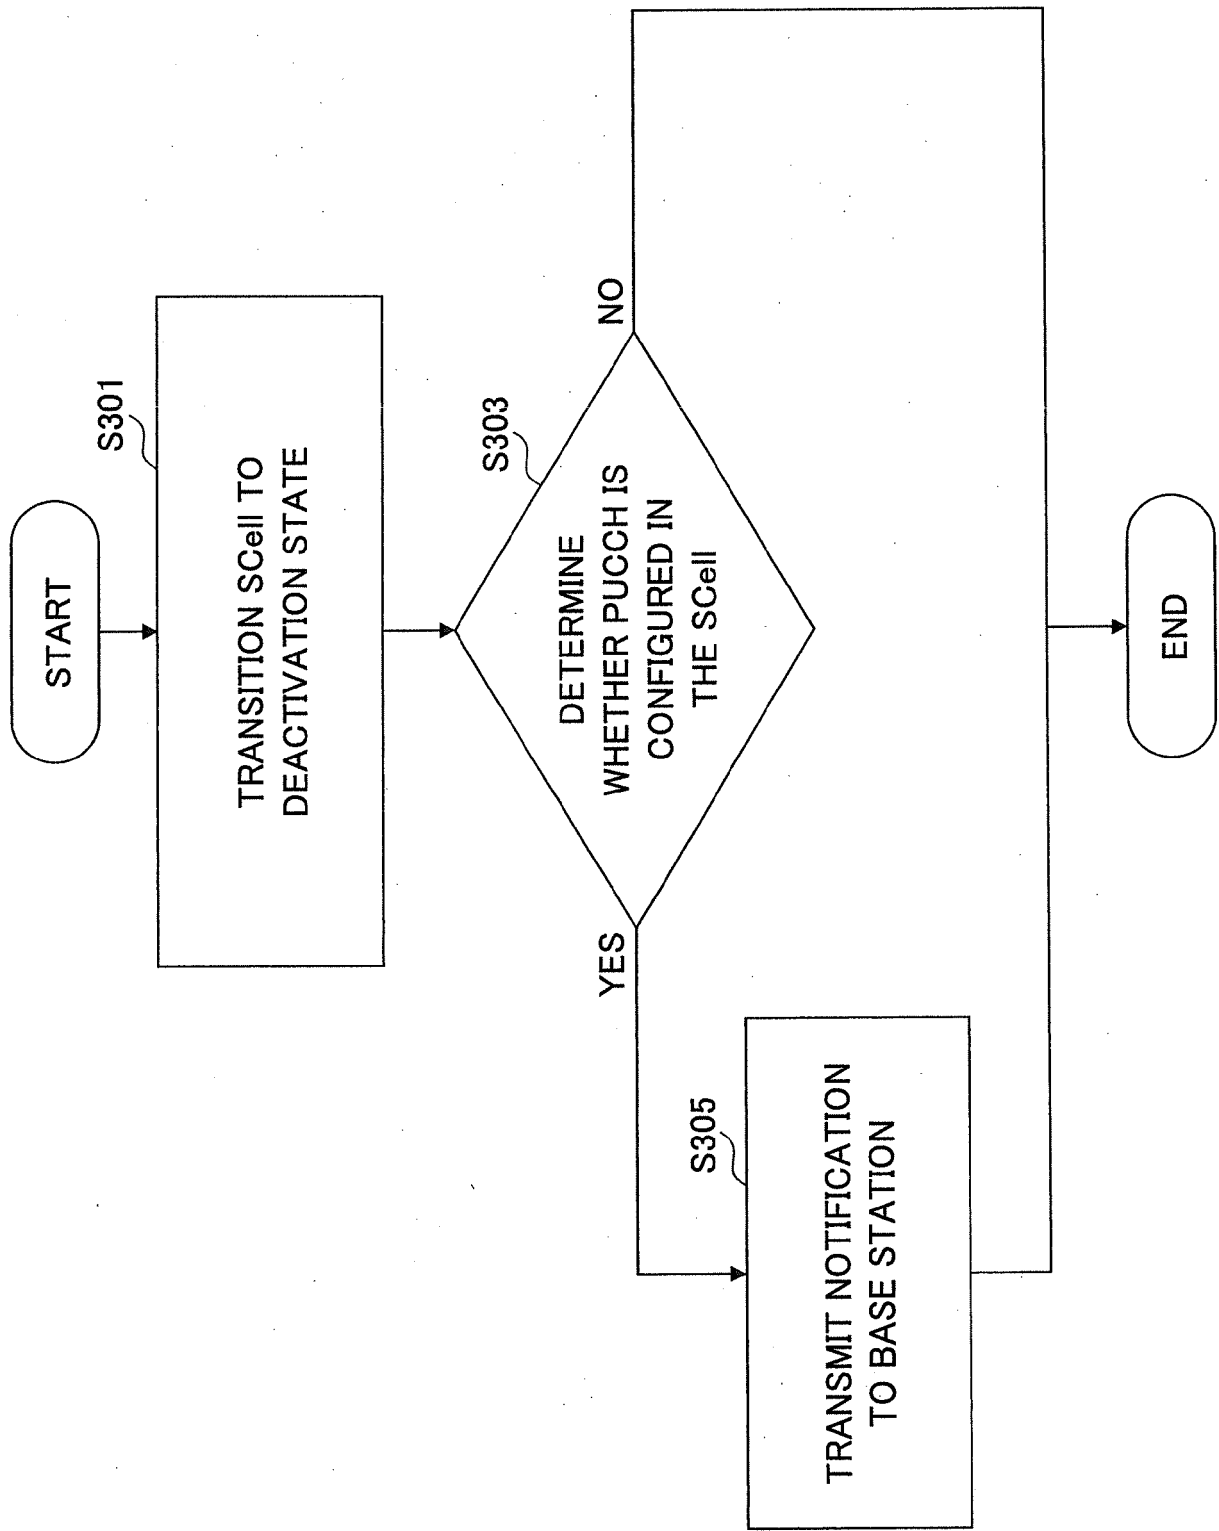 START
S301
TRANSITION SCell TO
DEACTIVATION STATE
S303
DETERMINE
WHETHER PUCCH IS
CONFIGURED IN
THE SCell
YES
NO
S305
TRANSMIT NOTIFICATION
TO BASE STATION
END